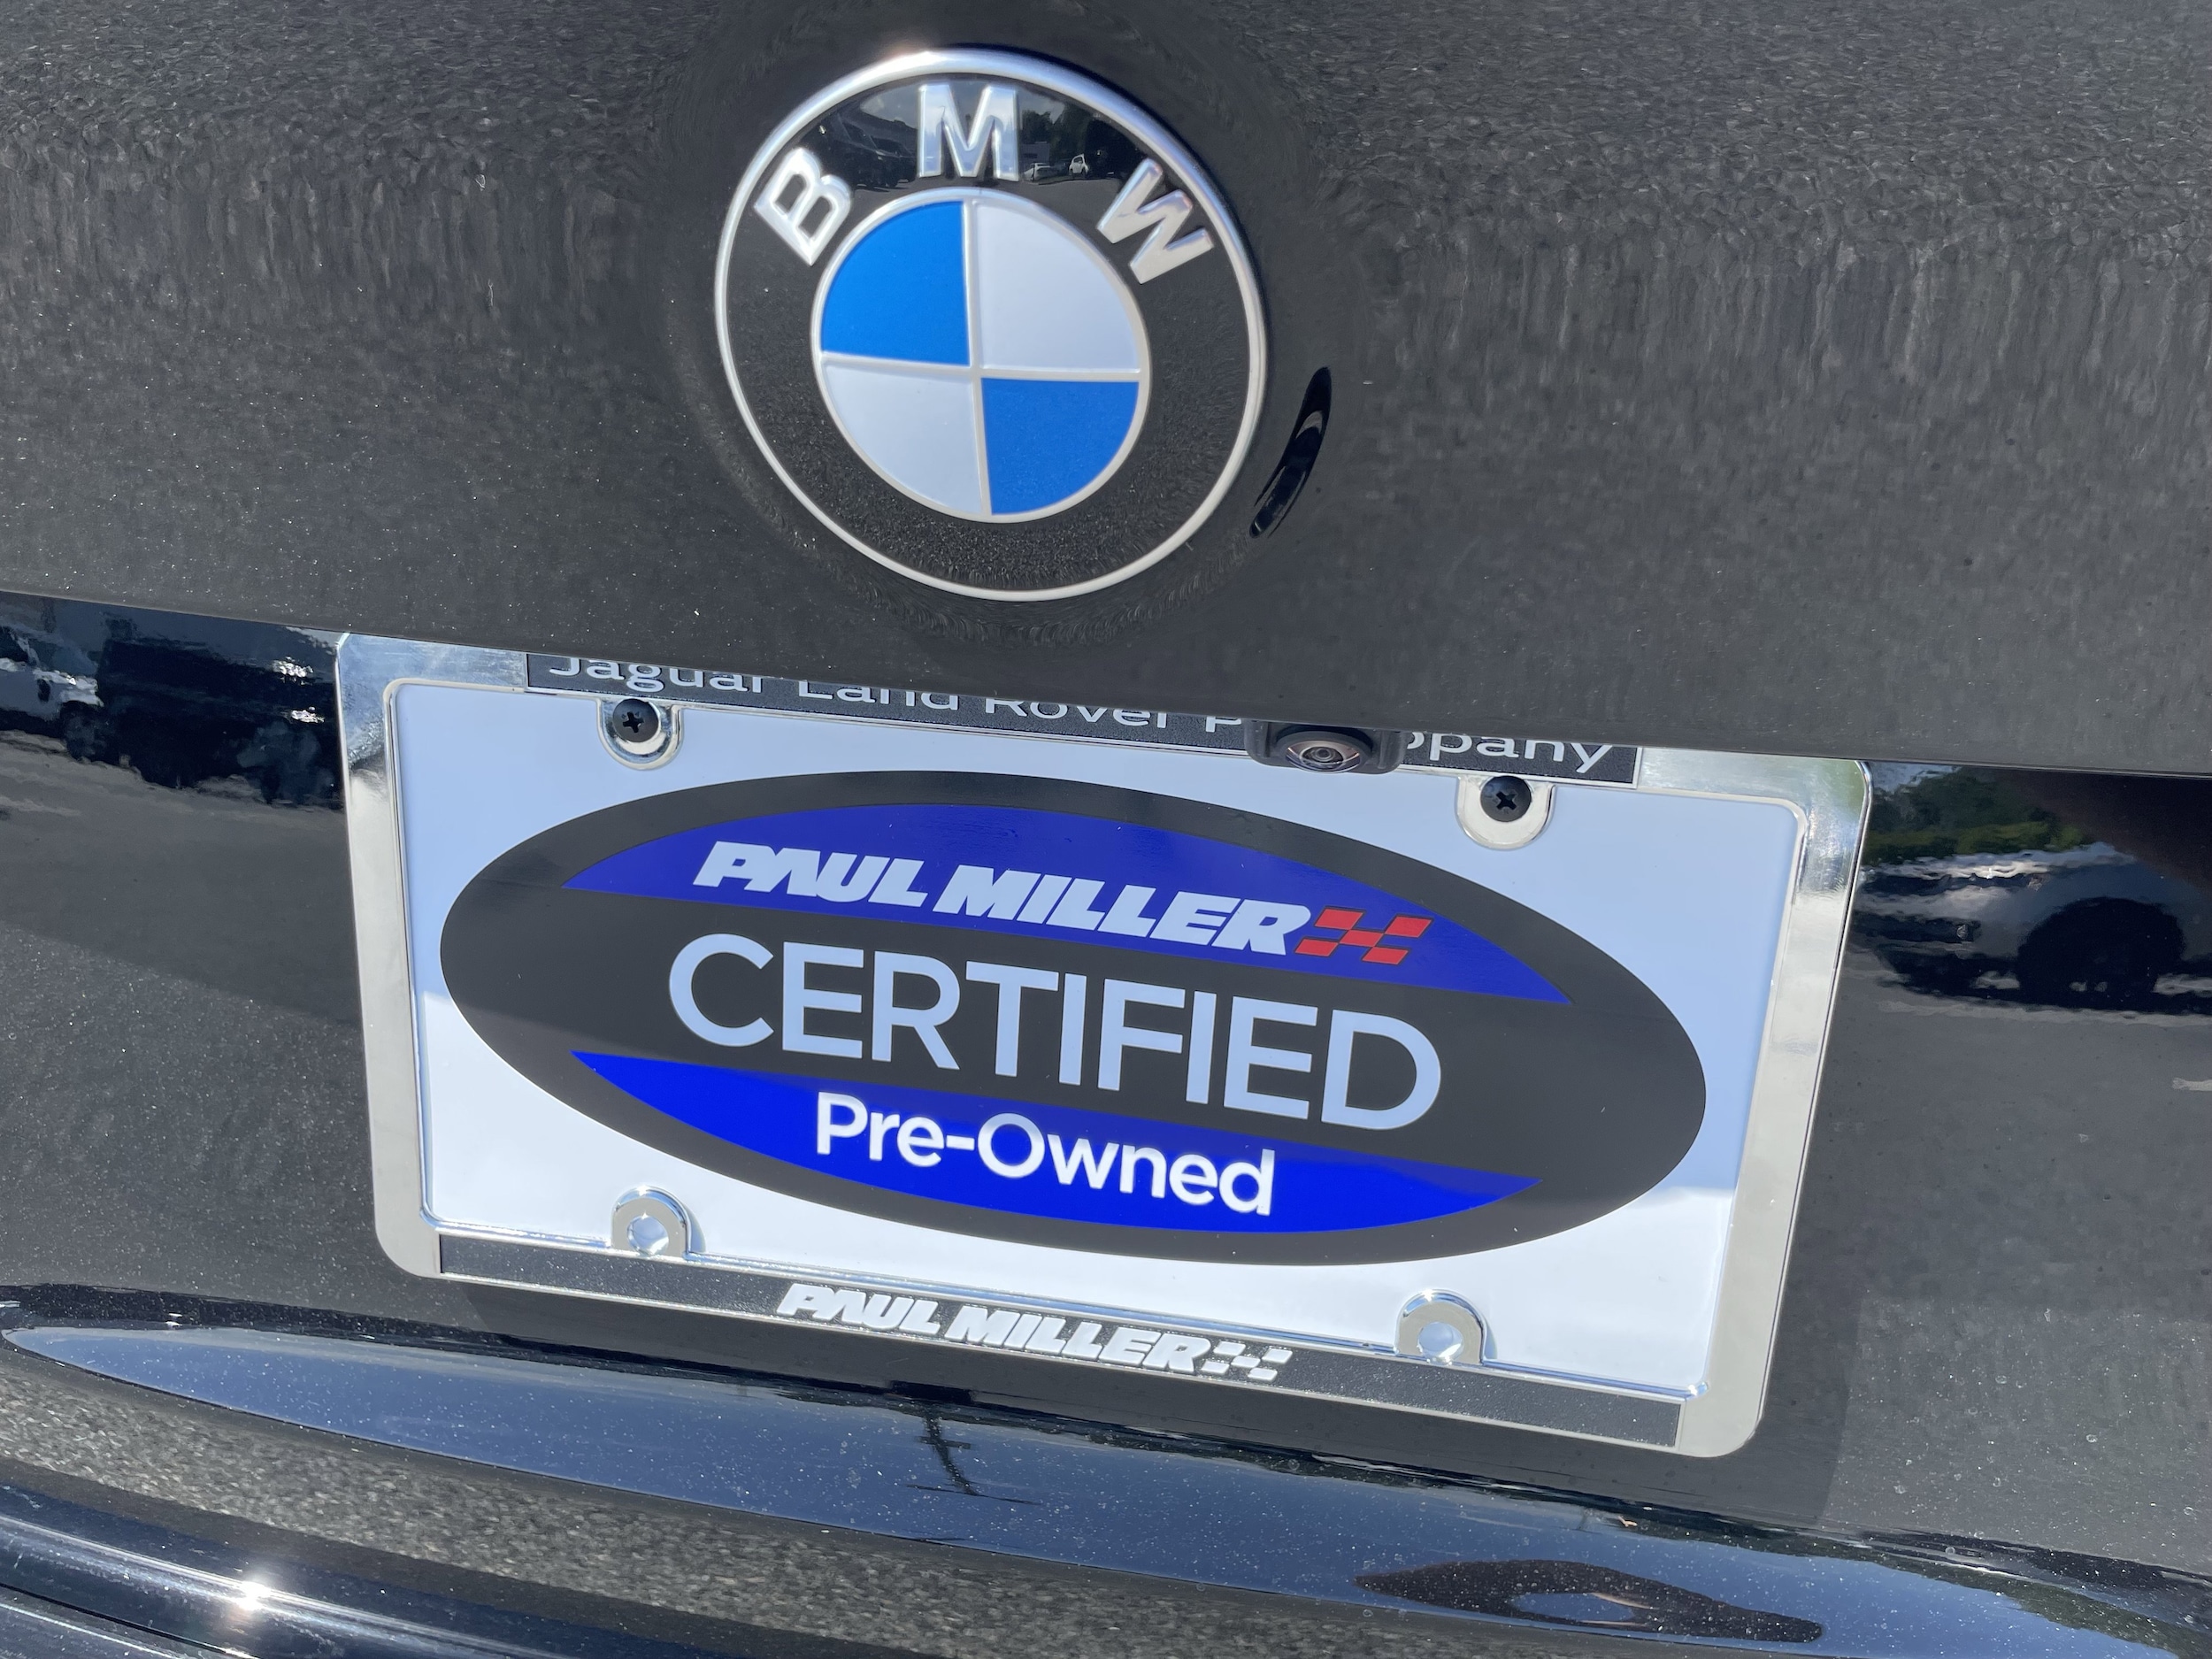 BMW
Jaguar Land Rover
PAUL MILLER
CERTIFIED
Pre-Owned
PAUL MILLER